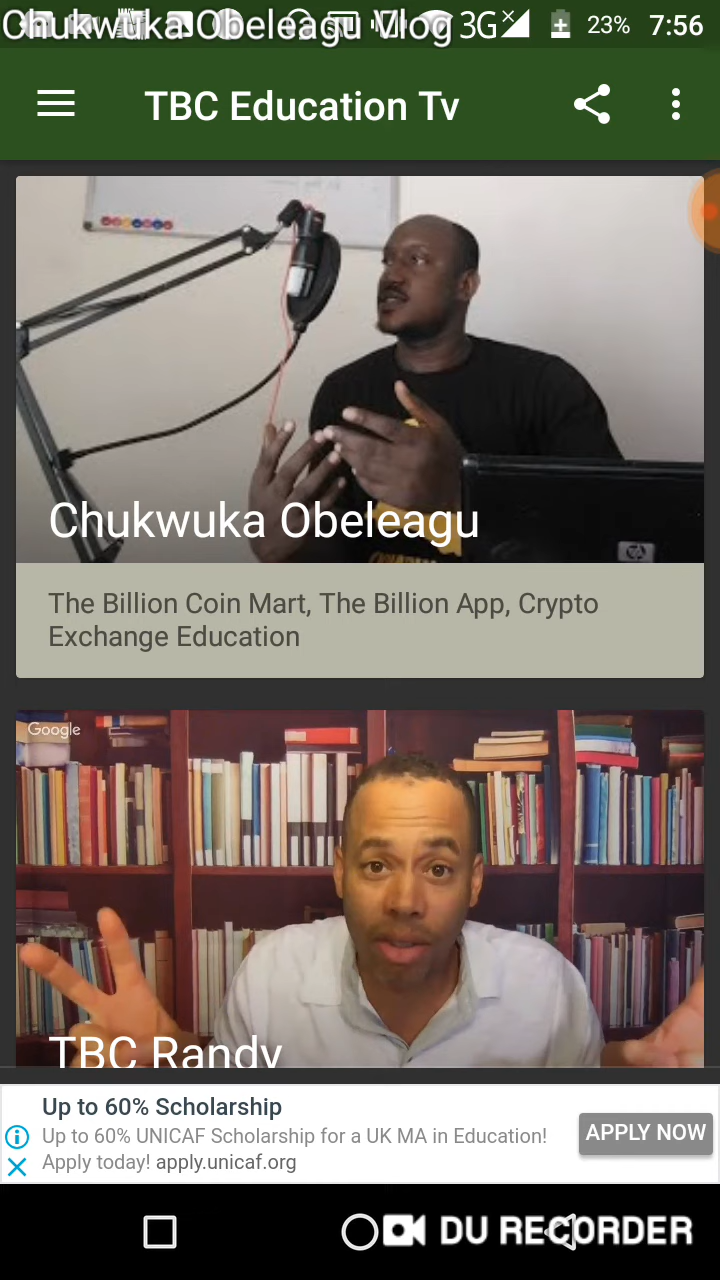 Chukwuka Obeleagu Vlog
3G 23% 7:56
TBC Education Tv
Chukwuka Obeleagu
The Billion Coin Mart, The Billion App, Crypto
Exchange Education
Google
TBC Randy
Up to 60% Scholarship
Up to 60% UNICAF Scholarship for a UK MA in Education!
Apply today! apply.unicaf.org
APPLY NOW
DU RECORDER